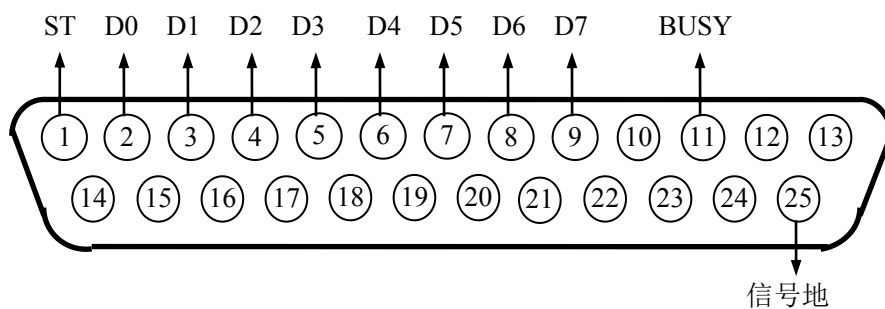 ST D0 D1 D2 D3 D4 D5 D6 D7 BUSY
1 2 3 4 5 6 7 8 9 10 11 12 13
14 15 16 17 18 19 20 21 22 23 24 25
信号地